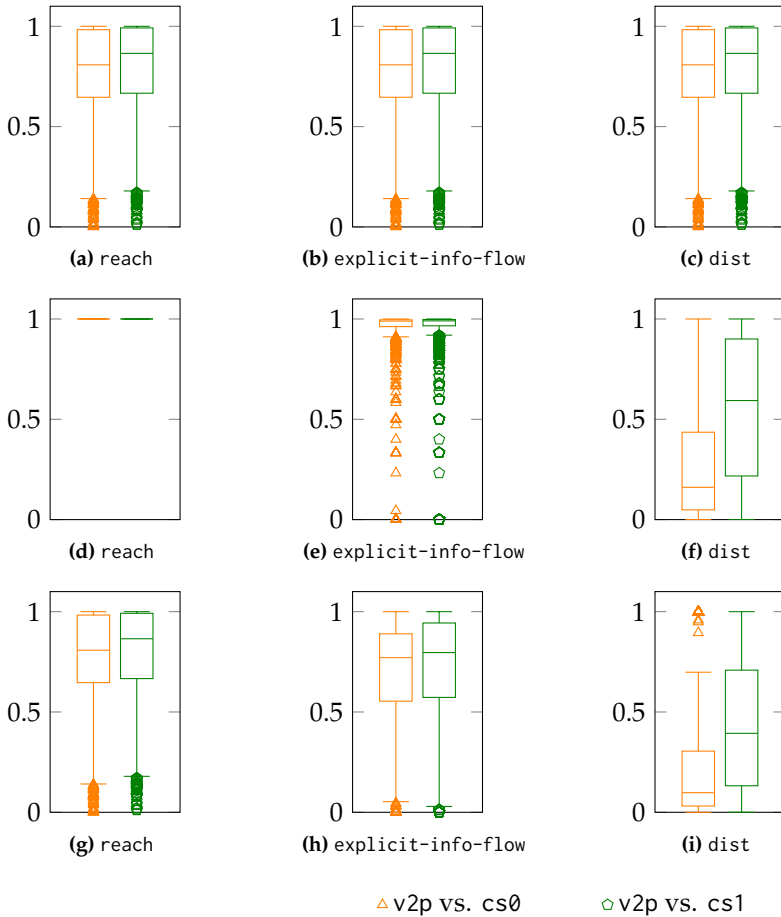 1
1
1
0.5
0.5
0.5
0
0
0
(a) reach
(b) explicit-info-flow
(c) dist
1
1
1
0.5
0.5
0.5
0
0
0
(d) reach
(e) explicit-info-flow
(f) dist
1
1
1
0.5
0.5
0.5
0
0
0
(g) reach
(h) explicit-info-flow
(i) dist
v2p vs. cs0
v2p vs. cs1